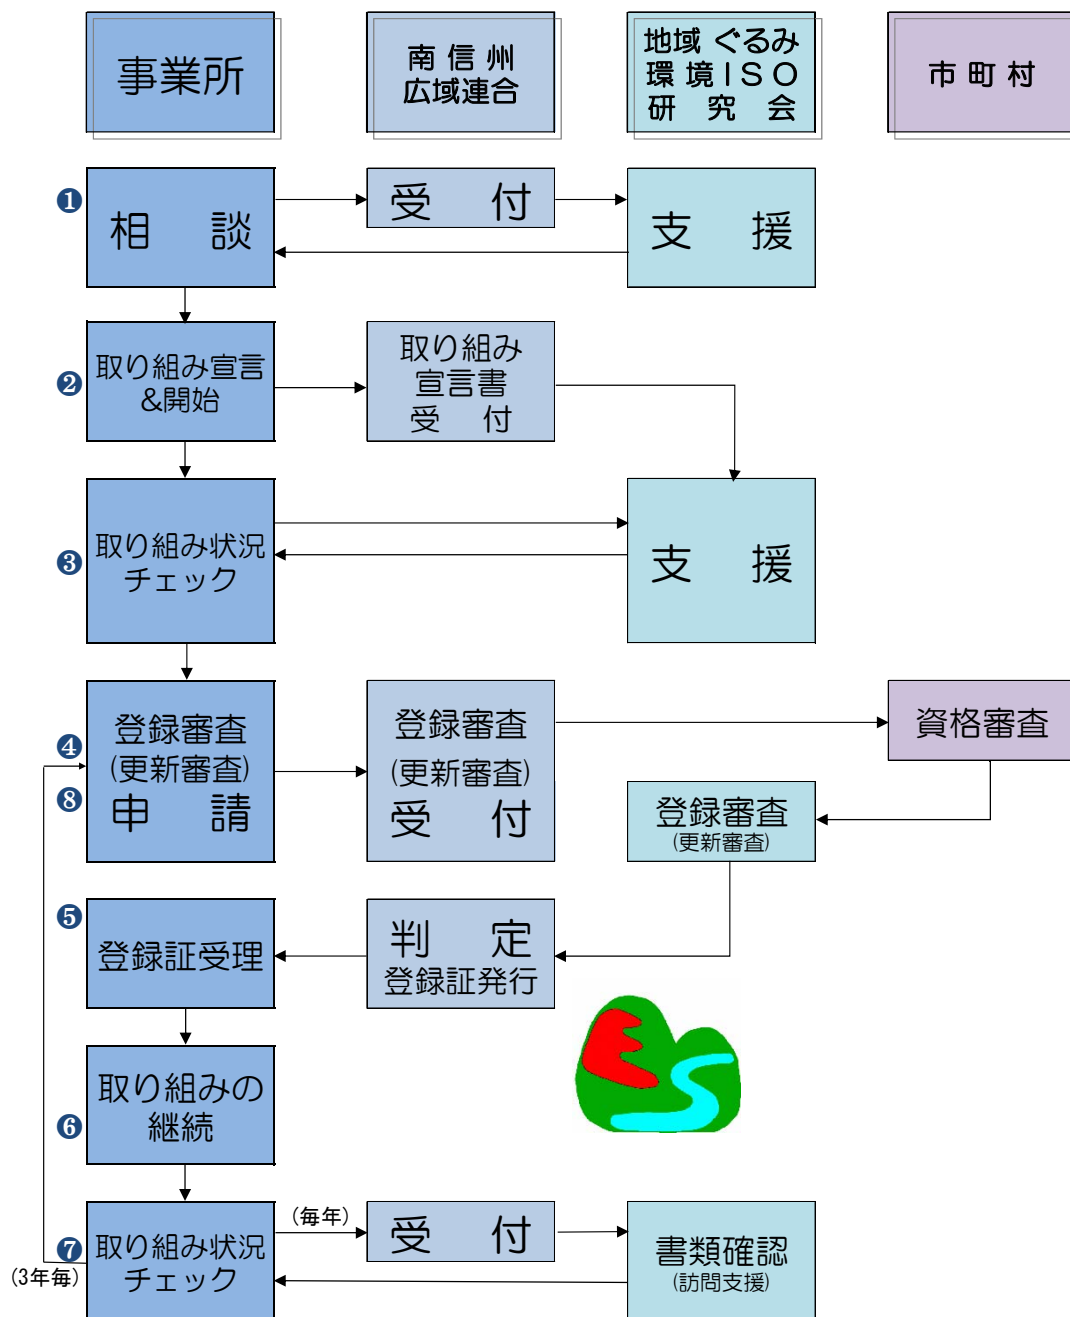 事業所
南信州
広域連合
地域ぐるみ
環境ISO
研究会
市町村
❶
相　談
受　付
支　援
❷
取り組み宣言
&開始
取り組み
宣言書
受　付
❸
取り組み状況
チェック
支　援
❹
❽
登録審査
(更新審査)
申　請
登録審査
(更新審査)
受　付
資格審査
登録審査
(更新審査)
❺
登録証受理
判　定
登録証発行
❻
取り組みの
継続
❼
(3年毎)
取り組み状況
チェック
(毎年)
受　付
書類確認
(訪問支援)